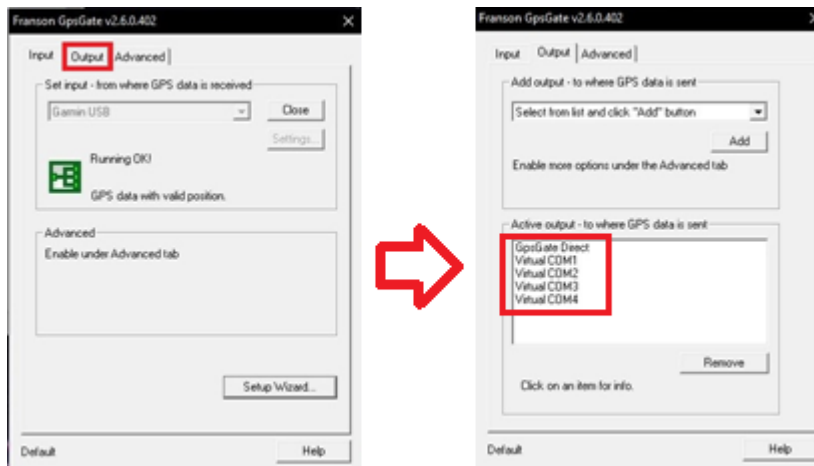 Franson GpsGate v2.6.0.402
Input Output Advanced
Set input - from where GPS data is received
Garmin USB
Close
Settings...
Running OK!
GPS data with valid position.
Advanced
Enable under Advanced tab
Setup Wizard...
Default
Help
Franson GpsGate v2.6.0.402
Input Output Advanced
Add output - to where GPS data is sent
Select from list and click "Add" button
Add
Enable more options under the Advanced tab
Active output - to where GPS data is sent
GpsGate Direct
Virtual COM1
Virtual COM2
Virtual COM3
Virtual COM4
Remove
Click on an item for info.
Default
Help